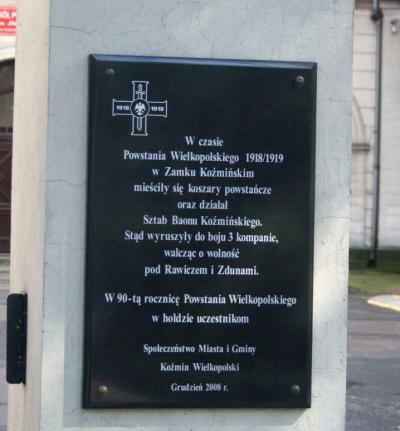 1918 1919
W czasie
Powstania Wielkopolskiego 1918/1919
w Zamku Koźmińskim
mieściły się koszary powstańcze
oraz działał
Sztab Baonu Koźmińskiego.
Stąd wyruszyły do boju 3 kompanie,
walcząc o wolność
pod Rawiczem i Zdunami.
W 90-tą rocznicę Powstania Wielkopolskiego
w hołdzie uczestnikom
Społeczeństwo Miasta i Gminy
Koźmin Wielkopolski
Grudzień 2008 r.